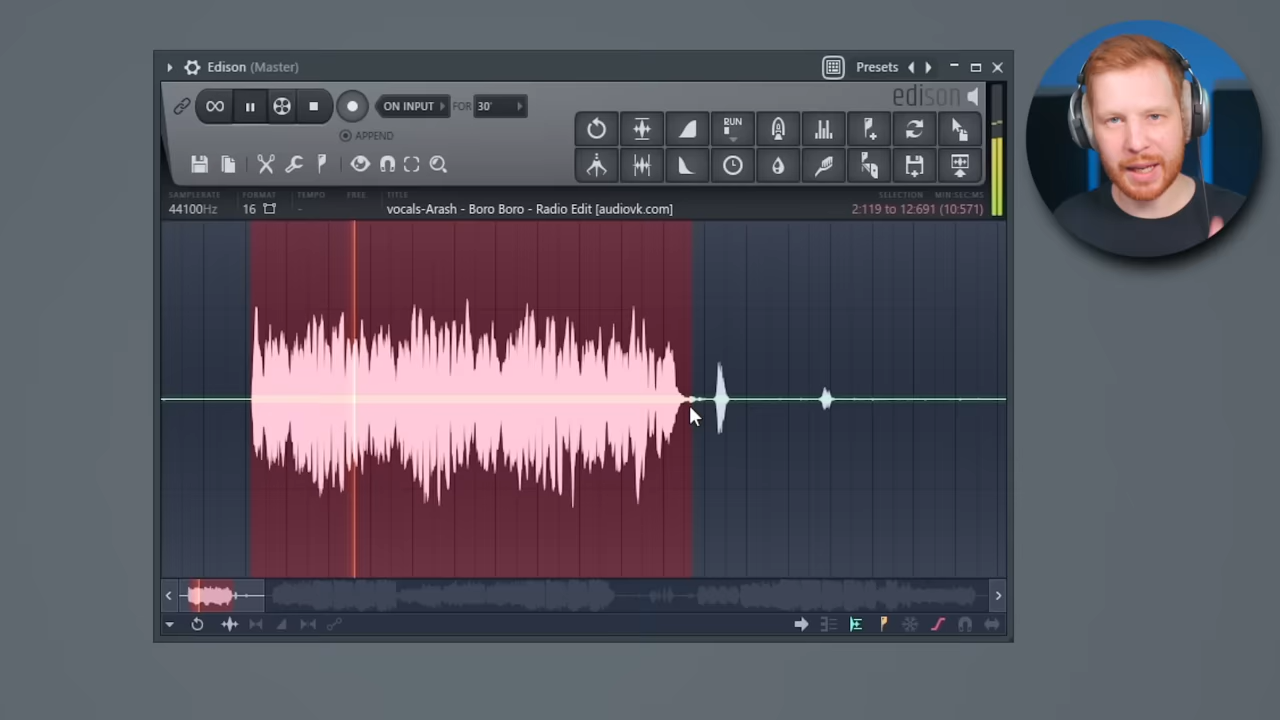 Edison (Master)
Presets
edison
ON INPUT
FOR
30'
APPEND
RUN
SAMPLERATE
FORMAT
TEMPO
FREE
TITLE
SELECTION
MIN:SEC:MS
44100Hz
16
-
vocals-Arash - Boro Boro - Radio Edit [audiovk.com]
2:119 to 12:691 (10:571)